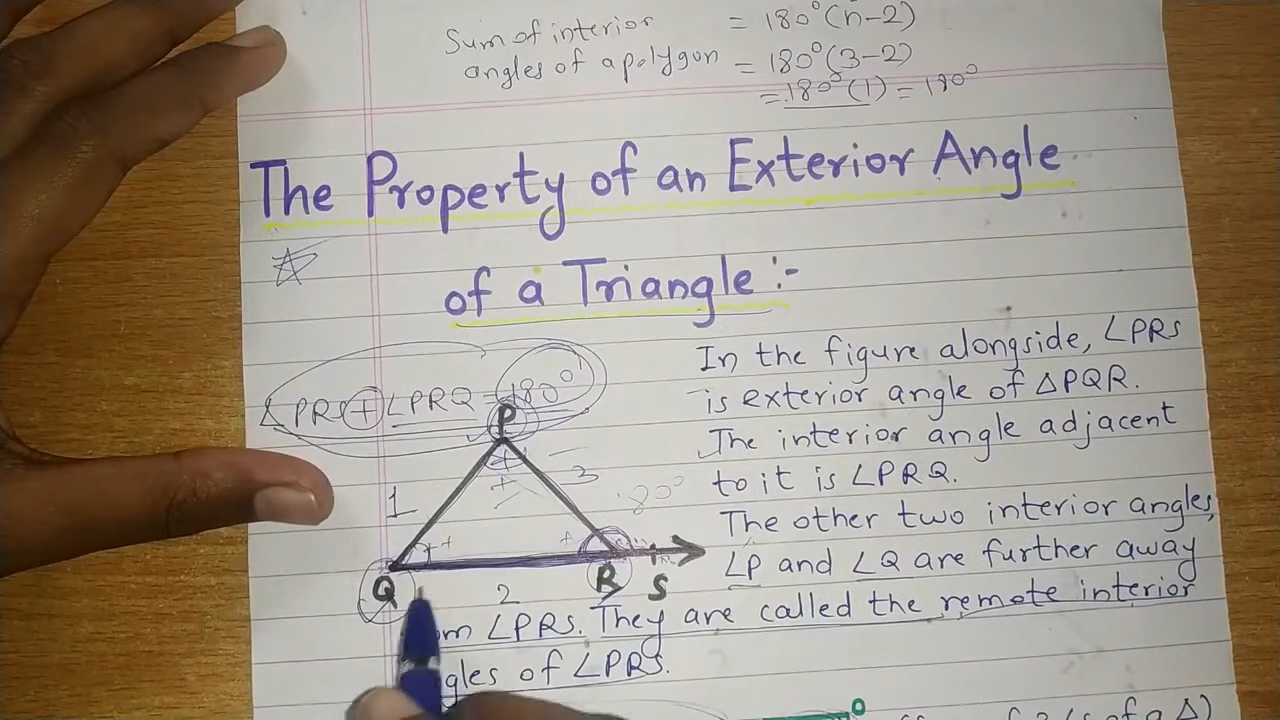 Sum of interior = 180°(n-2)
angles of a polygon = 180°(3-2)
= 180°(1) = 180°
The Property of an Exterior Angle
of a Triangle :-
∠PRS + ∠PRQ = 180°
P
1
3
180°
Q
2
R
S
In the figure alongside, ∠PRS
is exterior angle of ΔPQR.
The interior angle adjacent
to it is ∠PRQ.
The other two interior angles,
∠P and ∠Q are further away
∠PRS. They are called the remote interior
of ∠PRS.
of a Δ)